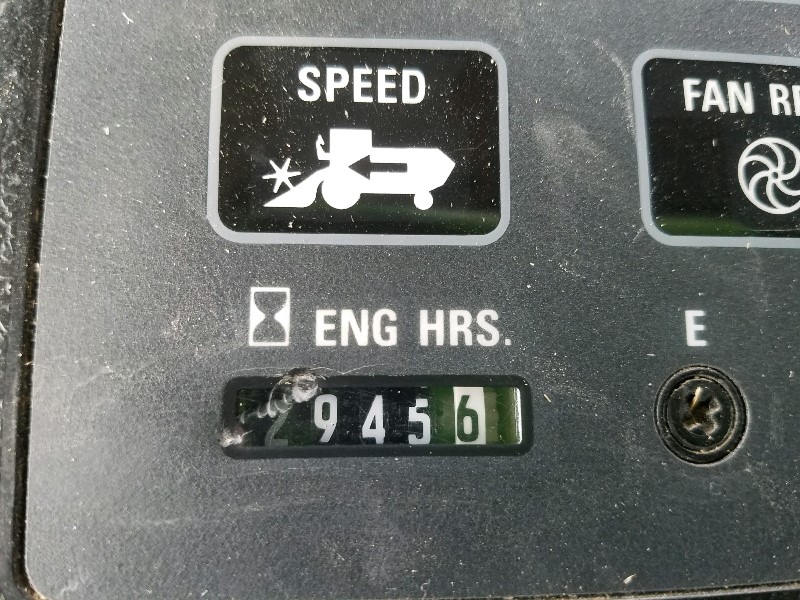 SPEED
FAN R
ENG HRS.
E
29456